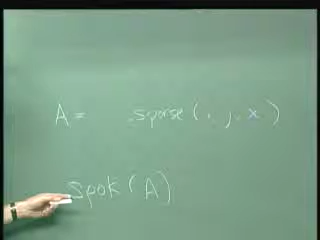 A = sparse(i, j, x)
spok(A)